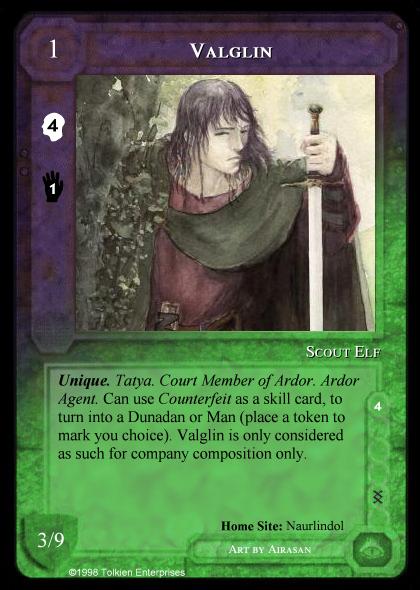 1
VALGLIN
4
1
SCOUT ELF
Unique. Tatya. Court Member of Ardor. Ardor
Agent. Can use Counterfeit as a skill card, to
turn into a Dunadan or Man (place a token to
mark you choice). Valglin is only considered
as such for company composition only.
4
Home Site: Naurlindol
3/9
ART BY AIRASAN
©1998 Tolkien Enterprises